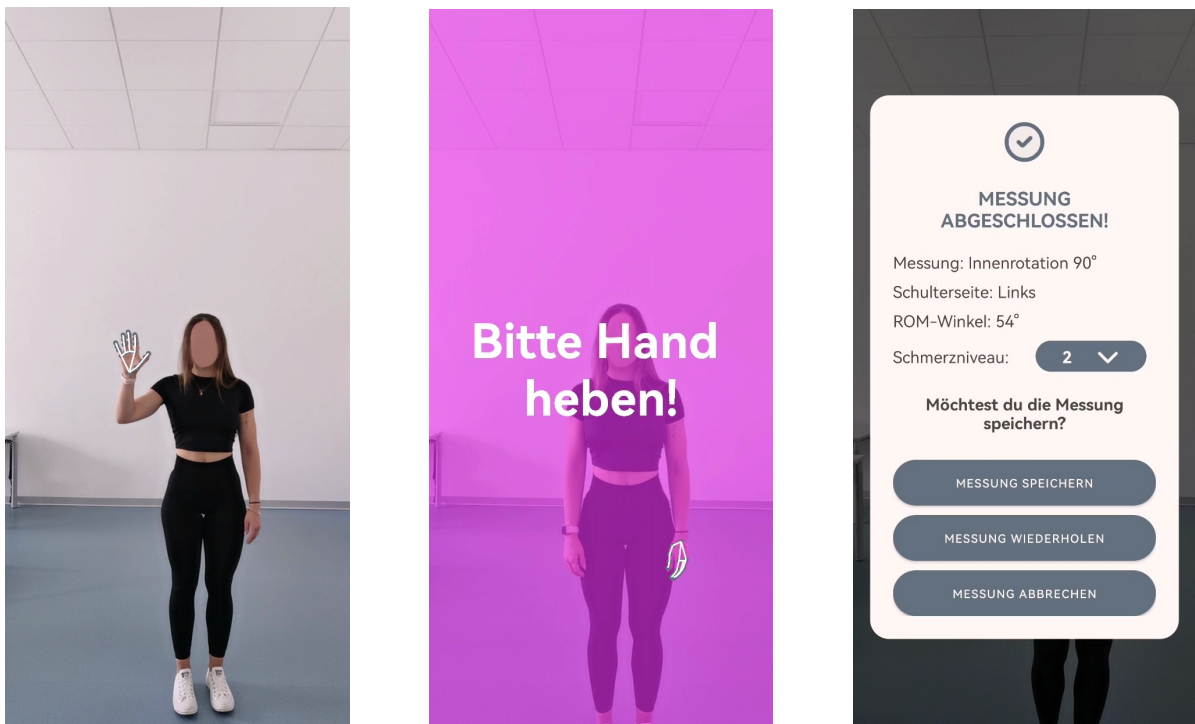 Bitte Hand
heben!
MESSUNG
ABGESCHLOSSEN!
Messung: Innenrotation 90°
Schulterseite: Links
ROM-Winkel: 54°
Schmerzniveau: 2
Möchtest du die Messung
speichern?
MESSUNG SPEICHERN
MESSUNG WIEDERHOLEN
MESSUNG ABBRECHEN